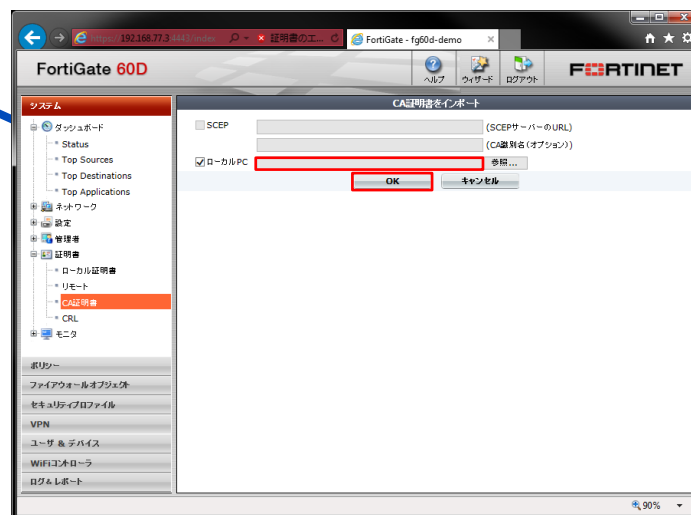 https://192.168.77.3:4443/index
証明書のエ...
FortiGate - fg60d-demo
FortiGate 60D
ヘルプ
ウィザード
ログアウト
FORTINET
システム
CA証明書をインポート
ダッシュボード
Status
Top Sources
Top Destinations
Top Applications
ネットワーク
設定
管理者
証明書
ローカル証明書
リモート
CA証明書
CRL
モニタ
SCEP
(SCEPサーバーのURL)
(CA識別名(オプション))
ローカルPC
参照...
OK
キャンセル
ポリシー
ファイアウォールオブジェクト
セキュリティプロファイル
VPN
ユーザ & デバイス
WiFiコントローラ
ログ& レポート
90%